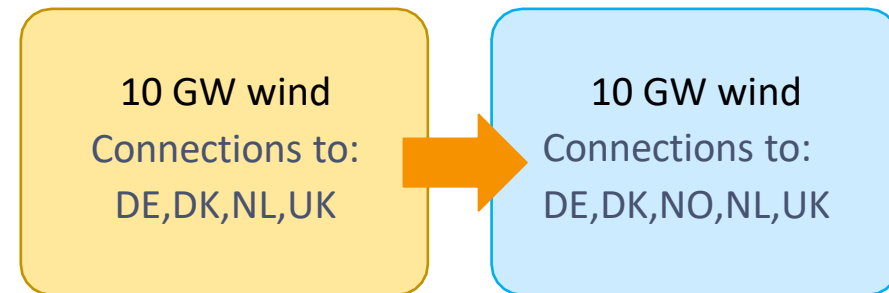 10 GW wind
Connections to:
DE,DK,NL,UK
10 GW wind
Connections to:
DE,DK,NO,NL,UK